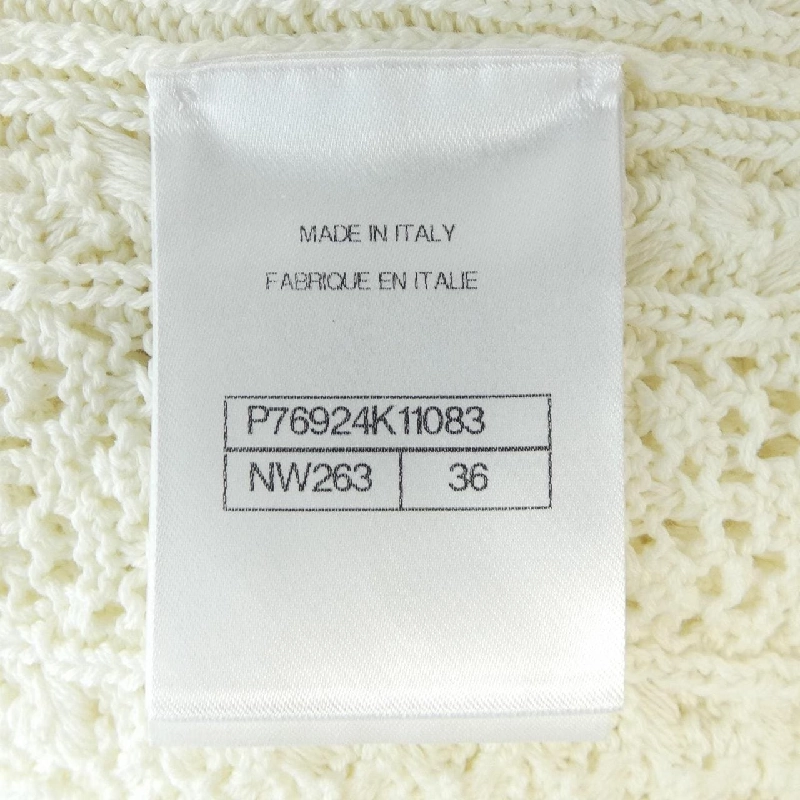 MADE IN ITALY
FABRIQUE EN ITALIE
P76924K11083
NW263 36